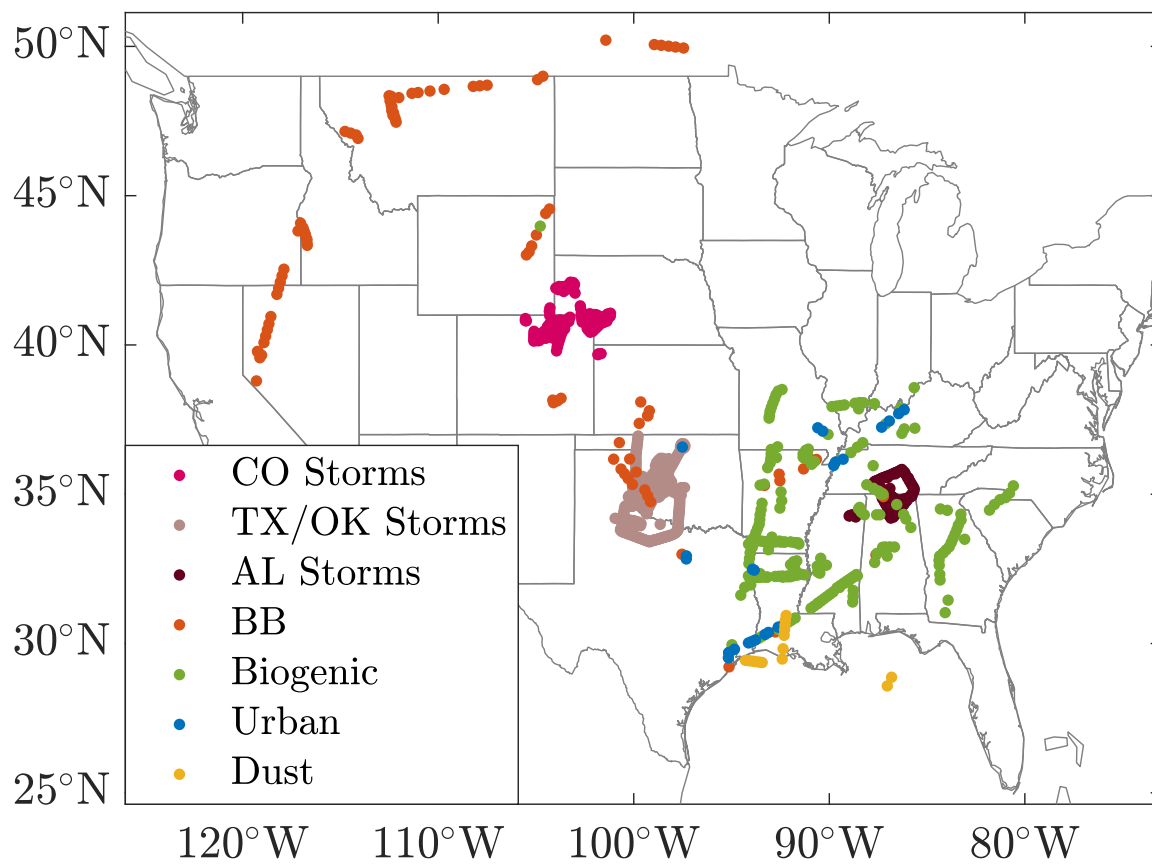 50°N
45°N
40°N
35°N
30°N
25°N
CO Storms
TX/OK Storms
AL Storms
BB
Biogenic
Urban
Dust
120°W 110°W 100°W 90°W 80°W